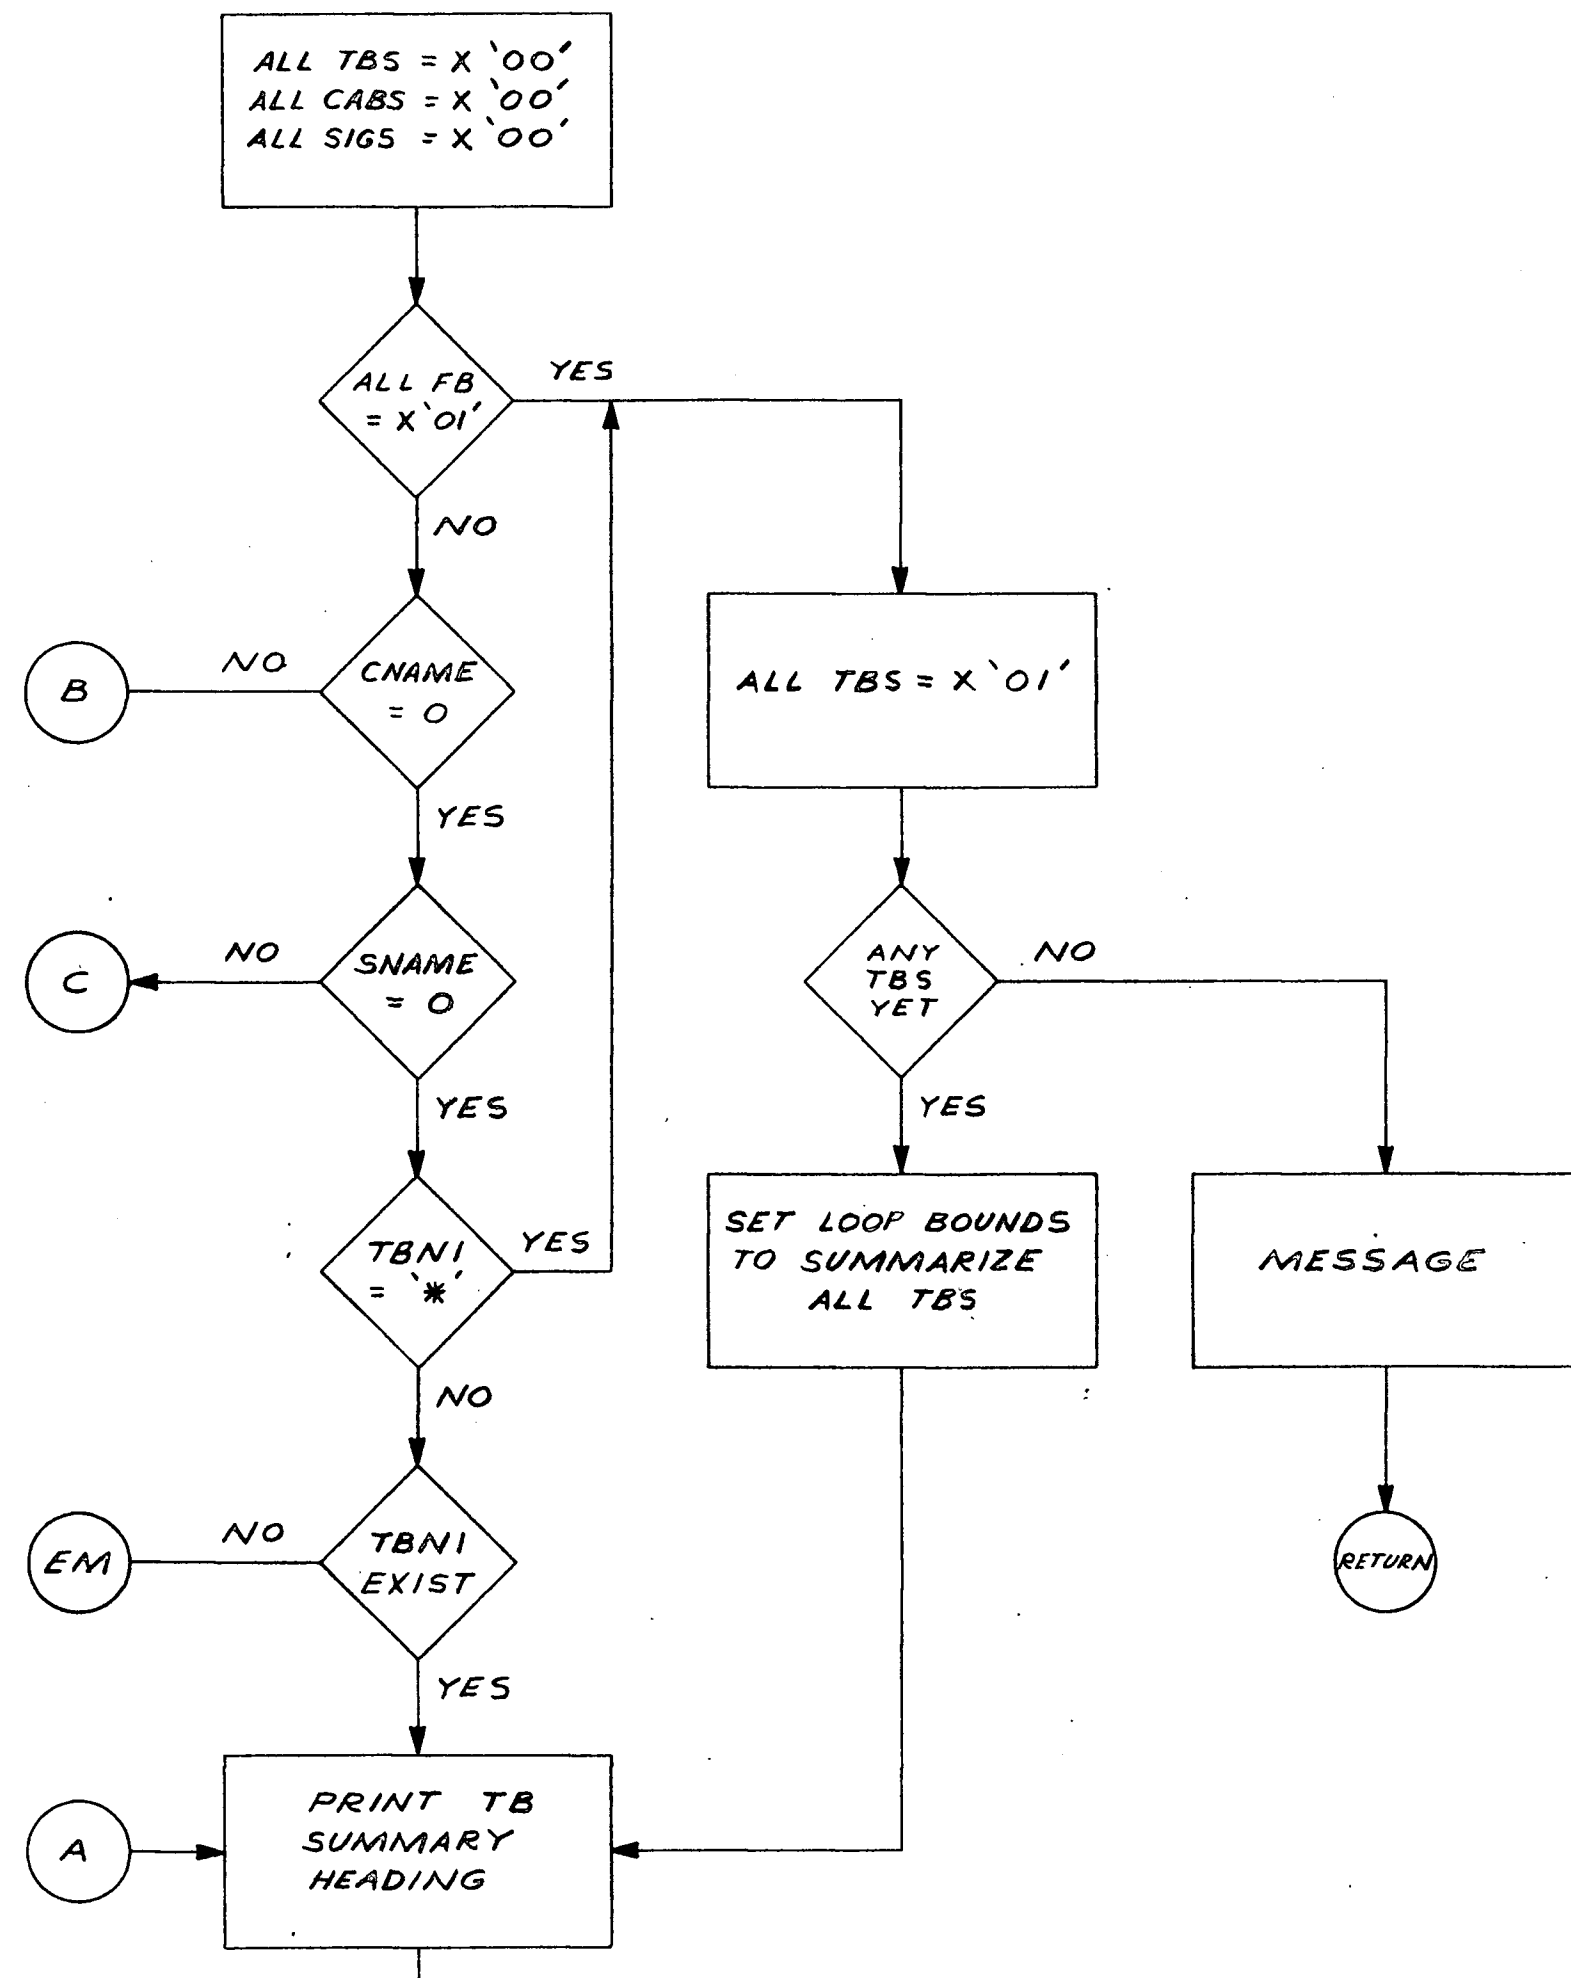 ALL TBS = X `00'
ALL CABS = X `00'
ALL SIGS = X `00'
ALL FB
= X `01'
YES
NO
CNAME
= 0
NO
B
YES
ALL TBS = X `01'
SNAME
= 0
NO
C
YES
ANY
TBS
YET
NO
YES
TBN1
= `*'
YES
NO
SET LOOP BOUNDS
TO SUMMARIZE
ALL TBS
MESSAGE
TBN1
EXIST
NO
EM
YES
RETURN
A
PRINT TB
SUMMARY
HEADING